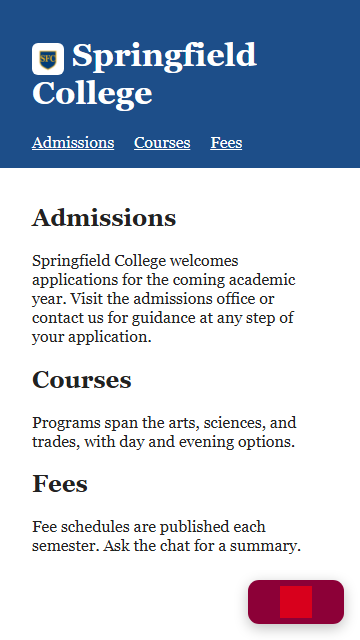 SFC Springfield
College
Admissions Courses Fees
Admissions
Springfield College welcomes
applications for the coming academic
year. Visit the admissions office or
contact us for guidance at any step of
your application.
Courses
Programs span the arts, sciences, and
trades, with day and evening options.
Fees
Fee schedules are published each
semester. Ask the chat for a summary.